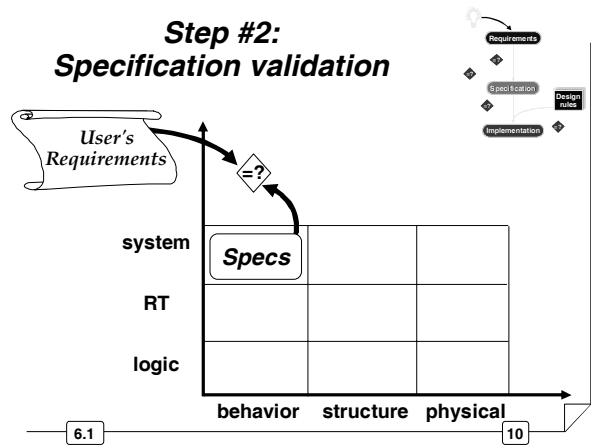 Step #2:
Specification validation
Requirements
=?
=?
Specification
=?
Design
rules
Implementation
=?
User's
Requirements
=?
system
Specs
RT
logic
behavior structure physical
6.1
10